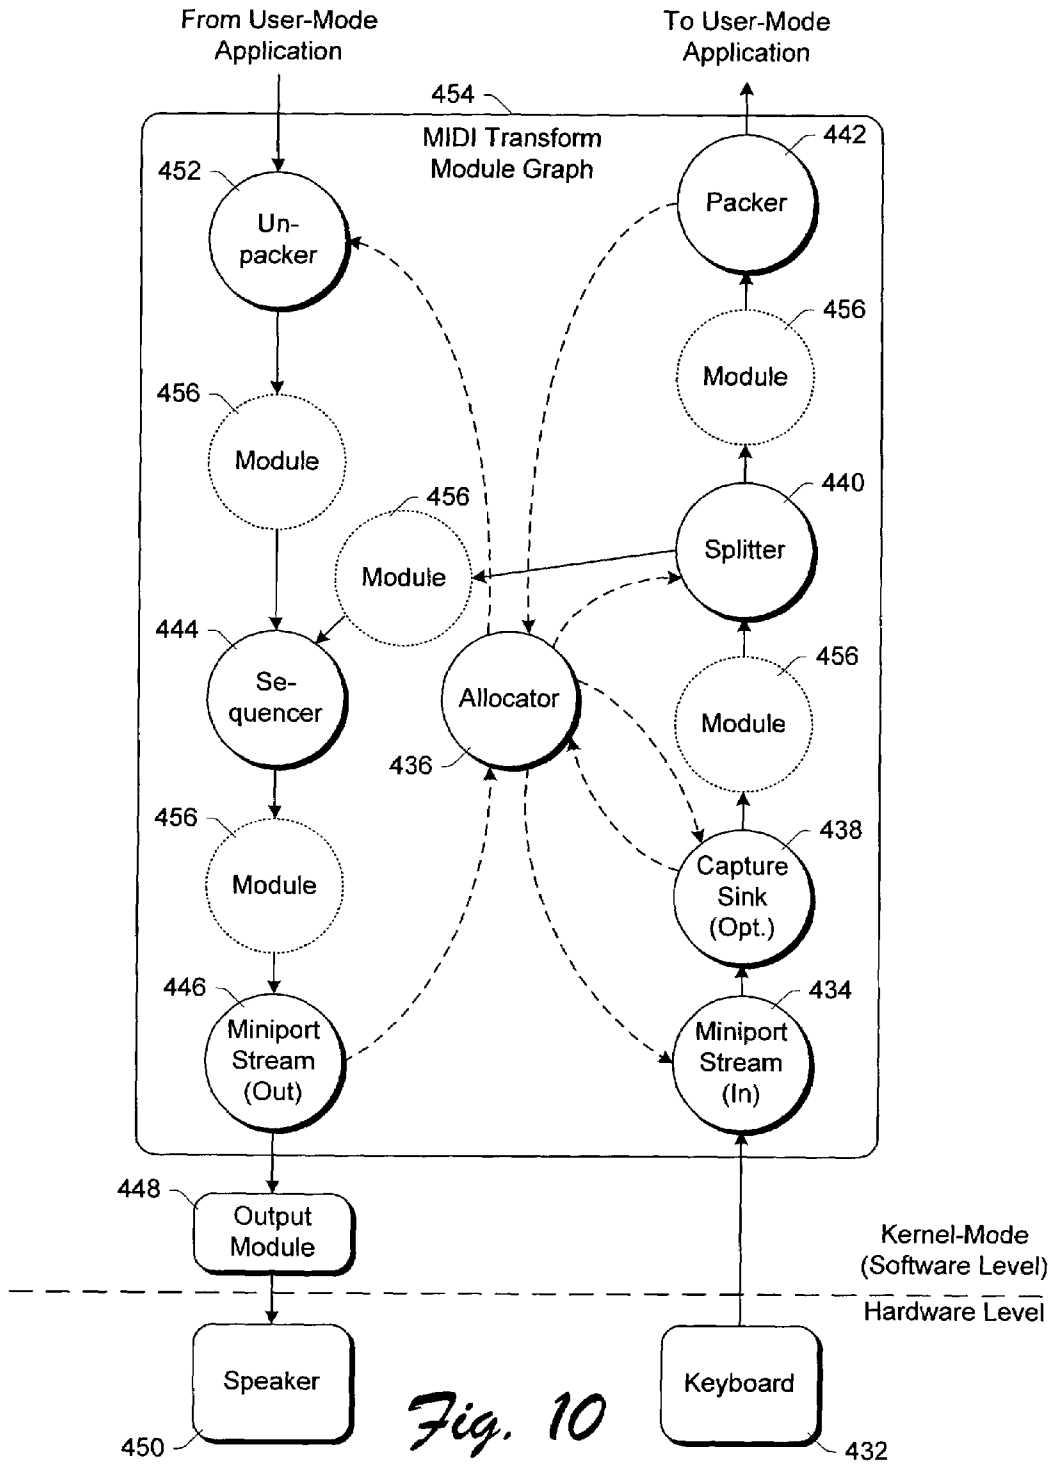 From User-Mode
Application
To User-Mode
Application
454
MIDI Transform
Module Graph
442
Packer
452
Un-
packer
456
Module
456
Module
456
Module
440
Splitter
444
Se-
quencer
Allocator
436
456
Module
456
Module
438
Capture
Sink
(Opt.)
446
Miniport
Stream
(Out)
434
Miniport
Stream
(In)
448
Output
Module
Kernel-Mode
(Software Level)
Hardware Level
Speaker
450
Keyboard
432
Fig. 10